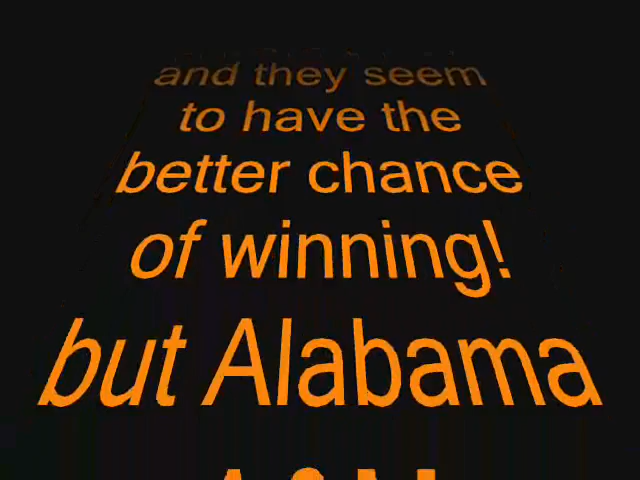 and they seem
to have the
better chance
of winning!
but Alabama